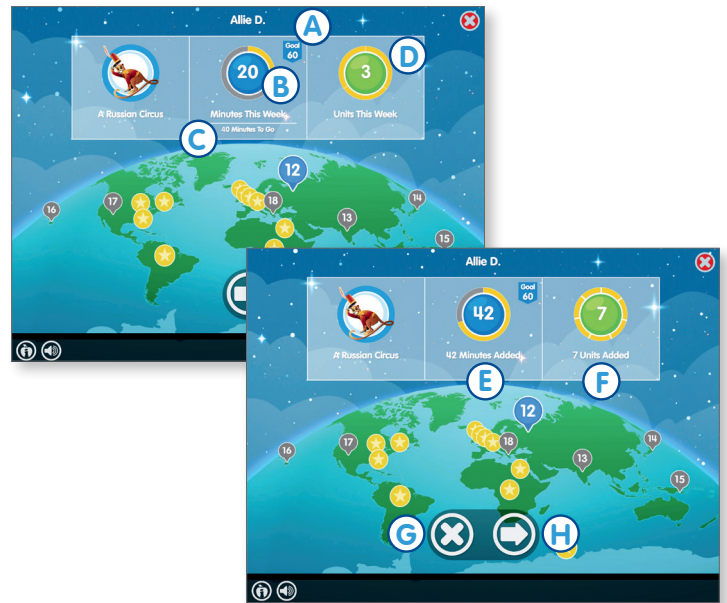 Allie D.
A
Goal
60
D
20
B
3
A Russian Circus
Minutes This Week
Units This Week
40 Minutes To Go
C
12
16
17
18
13
14
15
Allie D.
Goal
60
42
7
A Russian Circus
42 Minutes Added
7 Units Added
E
F
12
16
17
18
13
14
15
G
H